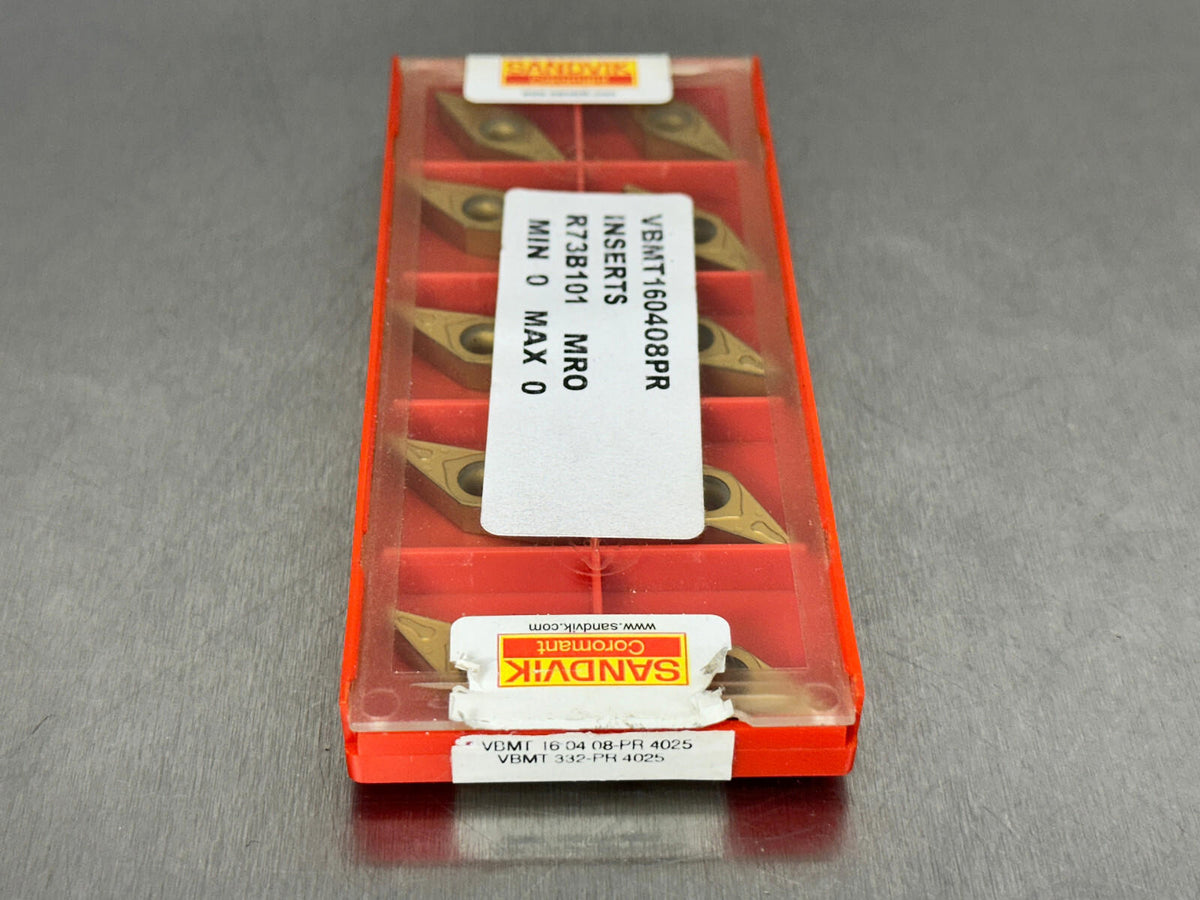 SANDVIK
Coromant
VBMT160408PR
INSERTS
R73B101 MRO
MIN 0 MAX 0
www.sandvik.com
SANDVIK
Coromant
VBMT 16 04 08-PR 4025
VBMT 332-PR 4025